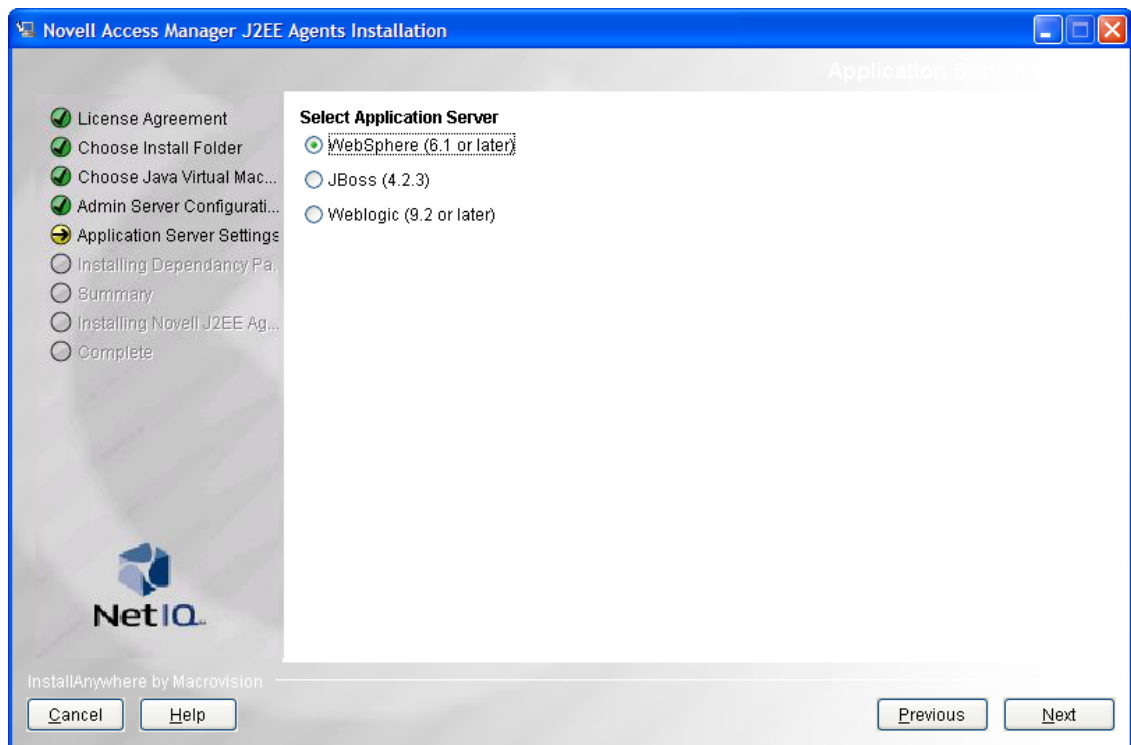 Novell Access Manager J2EE Agents Installation
Application Server
License Agreement
Choose Install Folder
Choose Java Virtual Mac...
Admin Server Configurati...
Application Server Settings
Installing Dependancy Pa.
Summary
Installing Novell J2EE Ag...
Complete
Select Application Server
WebSphere (6.1 or later)
JBoss (4.2.3)
Weblogic (9.2 or later)
NetIQ
InstallAnywhere by Macrovision
Cancel
Help
Previous
Next